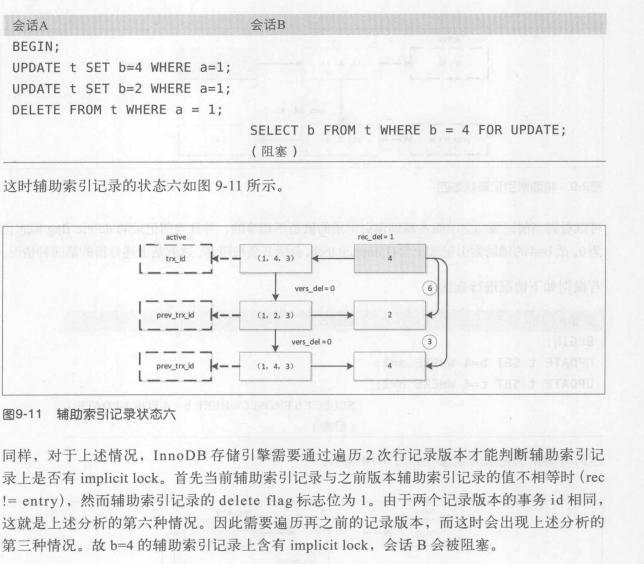 会话A 会话B
BEGIN;
UPDATE t SET b=4 WHERE a=1;
UPDATE t SET b=2 WHERE a=1;
DELETE FROM t WHERE a = 1;
SELECT b FROM t WHERE b = 4 FOR UPDATE;
(阻塞)
这时辅助索引记录的状态六如图 9-11 所示。
active rec_del = 1
trx_id (1, 4, 3) 4
vers_del = 0 6
prev_trx_id (1, 2, 3) 2
vers_del = 0 3
prev_trx_id (1, 4, 3) 4
图9-11 辅助索引记录状态六
同样，对于上述情况，InnoDB 存储引擎需要通过遍历 2 次行记录版本才能判断辅助索引记
录上是否有 implicit lock。首先当前辅助索引记录与之前版本辅助索引记录的值不相等时（rec
!= entry），然而辅助索引记录的 delete flag 标志位为 1。由于两个记录版本的事务 id 相同，
这就是上述分析的第六种情况。因此需要遍历再之前的记录版本，而这时会出现上述分析的
第三种情况。故 b=4 的辅助索引记录上含有 implicit lock，会话 B 会被阻塞。